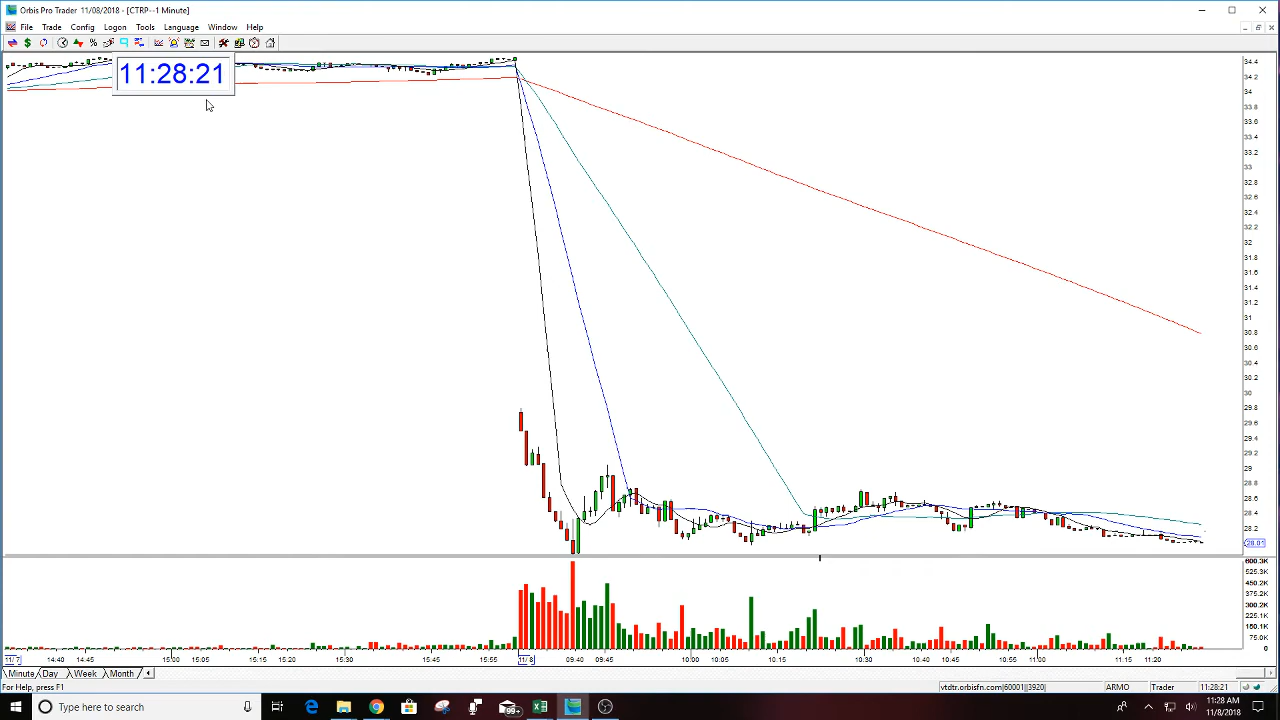 Orbis Pro Trader 11/08/2018 - [CTRP--1 Minute]
File Trade Config Logon Tools Language Window Help
11:28:21
34.4
34.2
34
33.8
33.6
33.4
33.2
33
32.8
32.6
32.4
32.2
32
31.8
31.6
31.4
31.2
31
30.8
30.6
30.4
30.2
30
29.8
29.6
29.4
29.2
29
28.8
28.6
28.4
28.2
28.01
600.3K
525.3K
450.2K
375.2K
300.2K
225.1K
150.1K
75.0K
0
11/7 14:40 14:45 15:00 15:05 15:15 15:20 15:30 15:45 15:55 11/8 09:40 09:45 10:00 10:05 10:15 10:30 10:40 10:45 10:55 11:00 11:15 11:20
Minute Day Week Month
For Help, press F1 vtdtr.orbisfn.com|60001||3920| ARMO Trader 11:28:21
Type here to search 99+ 11:28 AM
11/8/2018